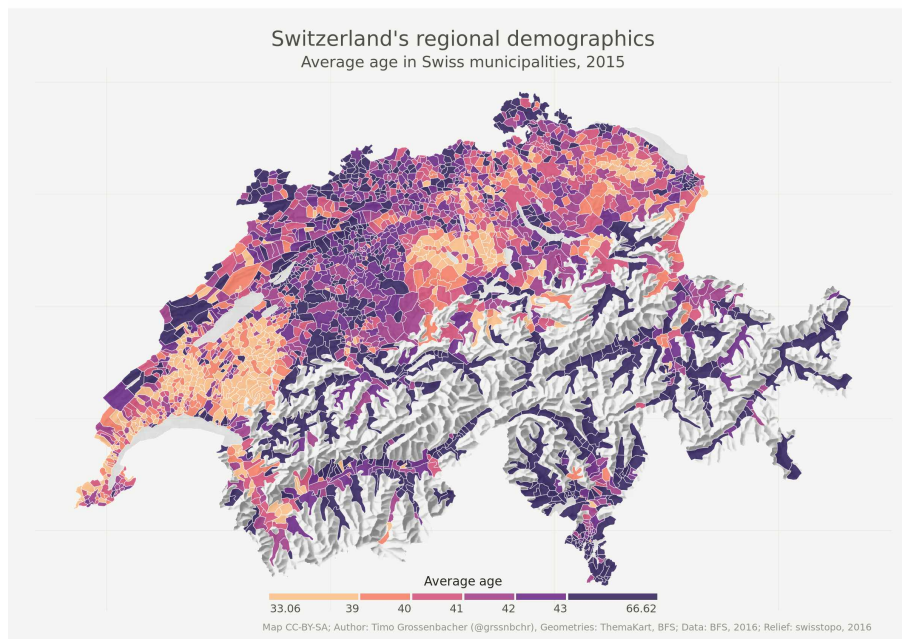 Switzerland's regional demographics
Average age in Swiss municipalities, 2015
Average age
33.06 39 40 41 42 43 66.62
Map CC-BY-SA; Author: Timo Grossenbacher (@grssnbchr), Geometries: ThemaKart, BFS; Data: BFS, 2016; Relief: swisstopo, 2016